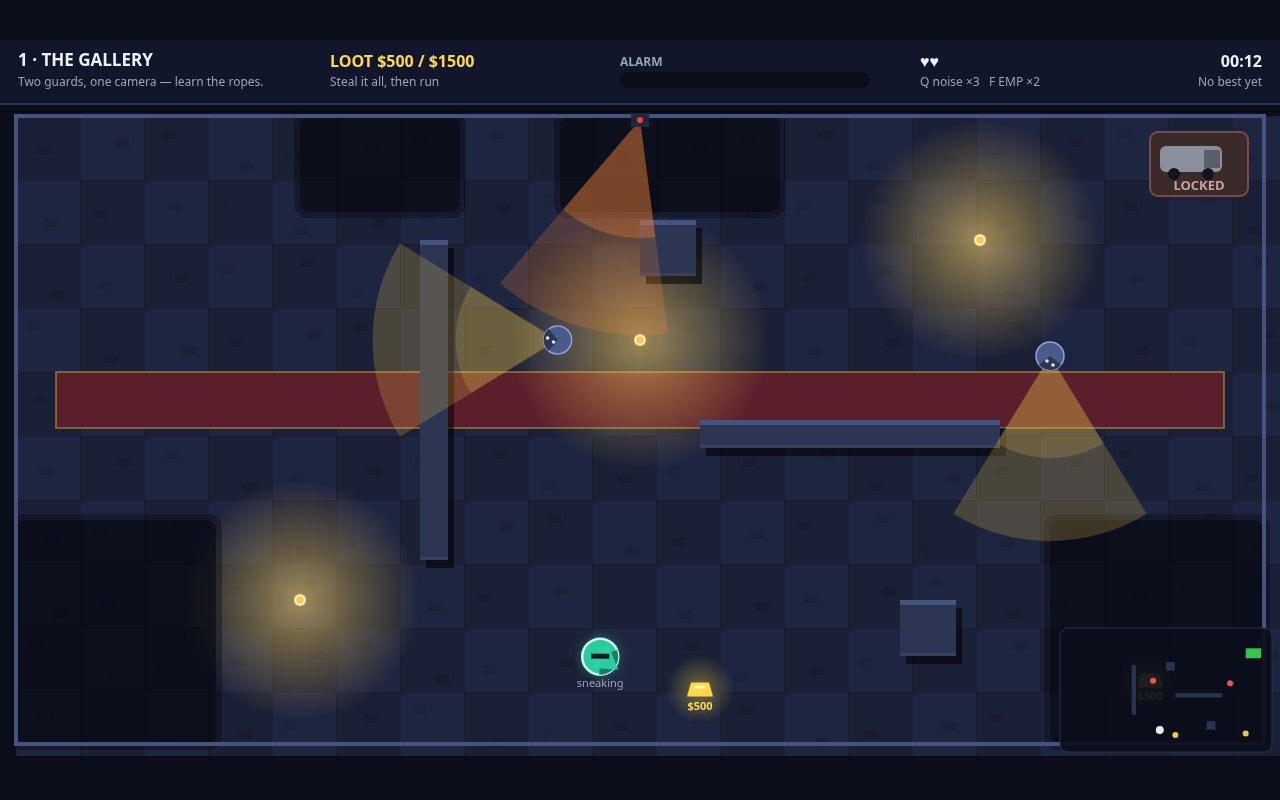 1 · THE GALLERY
Two guards, one camera — learn the ropes.
LOOT $500 / $1500
Steal it all, then run
ALARM
♥♥
Q noise ×3 F EMP ×2
00:12
No best yet
LOCKED
sneaking
$500
$500